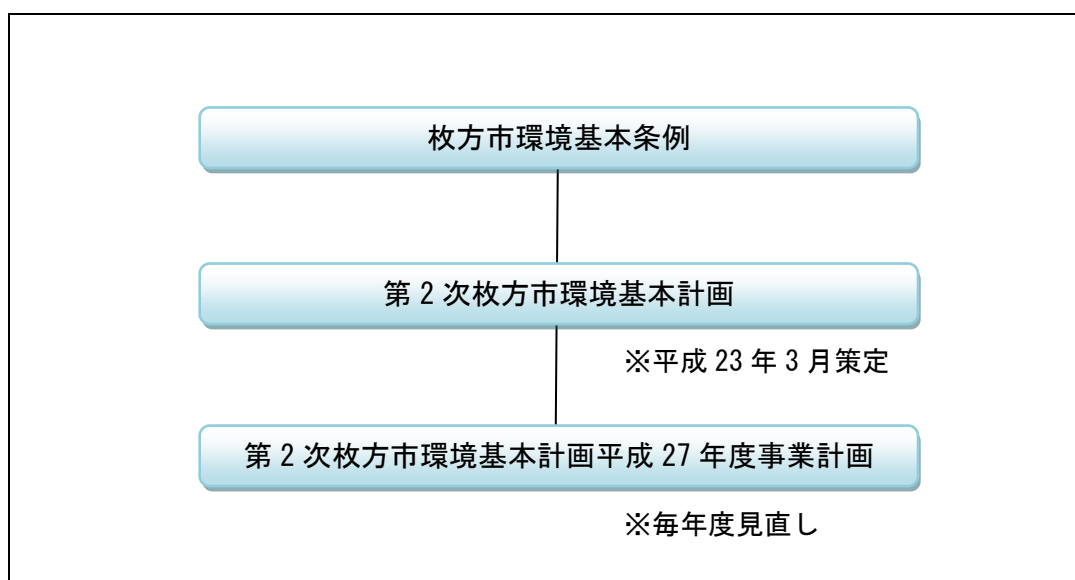 枚方市環境基本条例
第2次枚方市環境基本計画
※平成23年3月策定
第2次枚方市環境基本計画平成27年度事業計画
※毎年度見直し